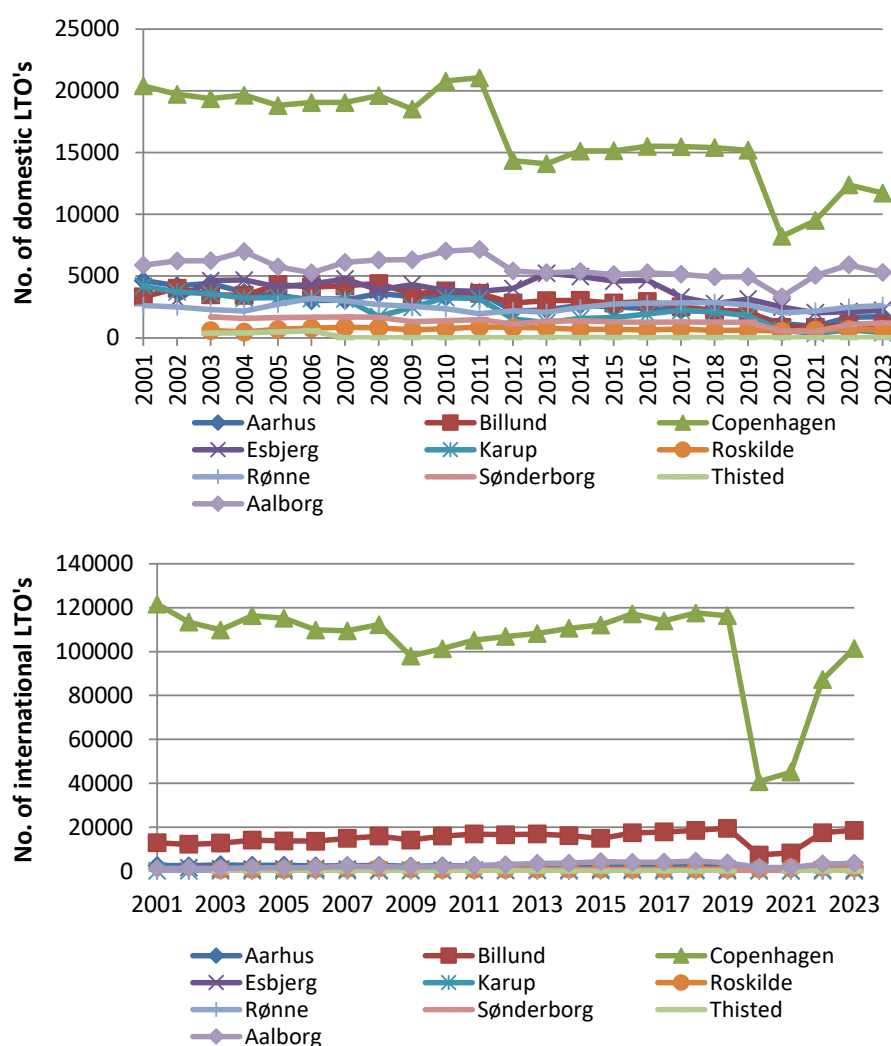 25000
20000
15000
10000
5000
0
No. of domestic LTO's
2001 2002 2003 2004 2005 2006 2007 2008 2009 2010 2011 2012 2013 2014 2015 2016 2017 2018 2019 2020 2021 2022 2023
Aarhus Billund Copenhagen
Esbjerg Karup Roskilde
Rønne Sønderborg Thisted
Aalborg
140000
120000
100000
80000
60000
40000
20000
0
No. of international LTO's
2001 2003 2005 2007 2009 2011 2013 2015 2017 2019 2021 2023
Aarhus Billund Copenhagen
Esbjerg Karup Roskilde
Rønne Sønderborg Thisted
Aalborg